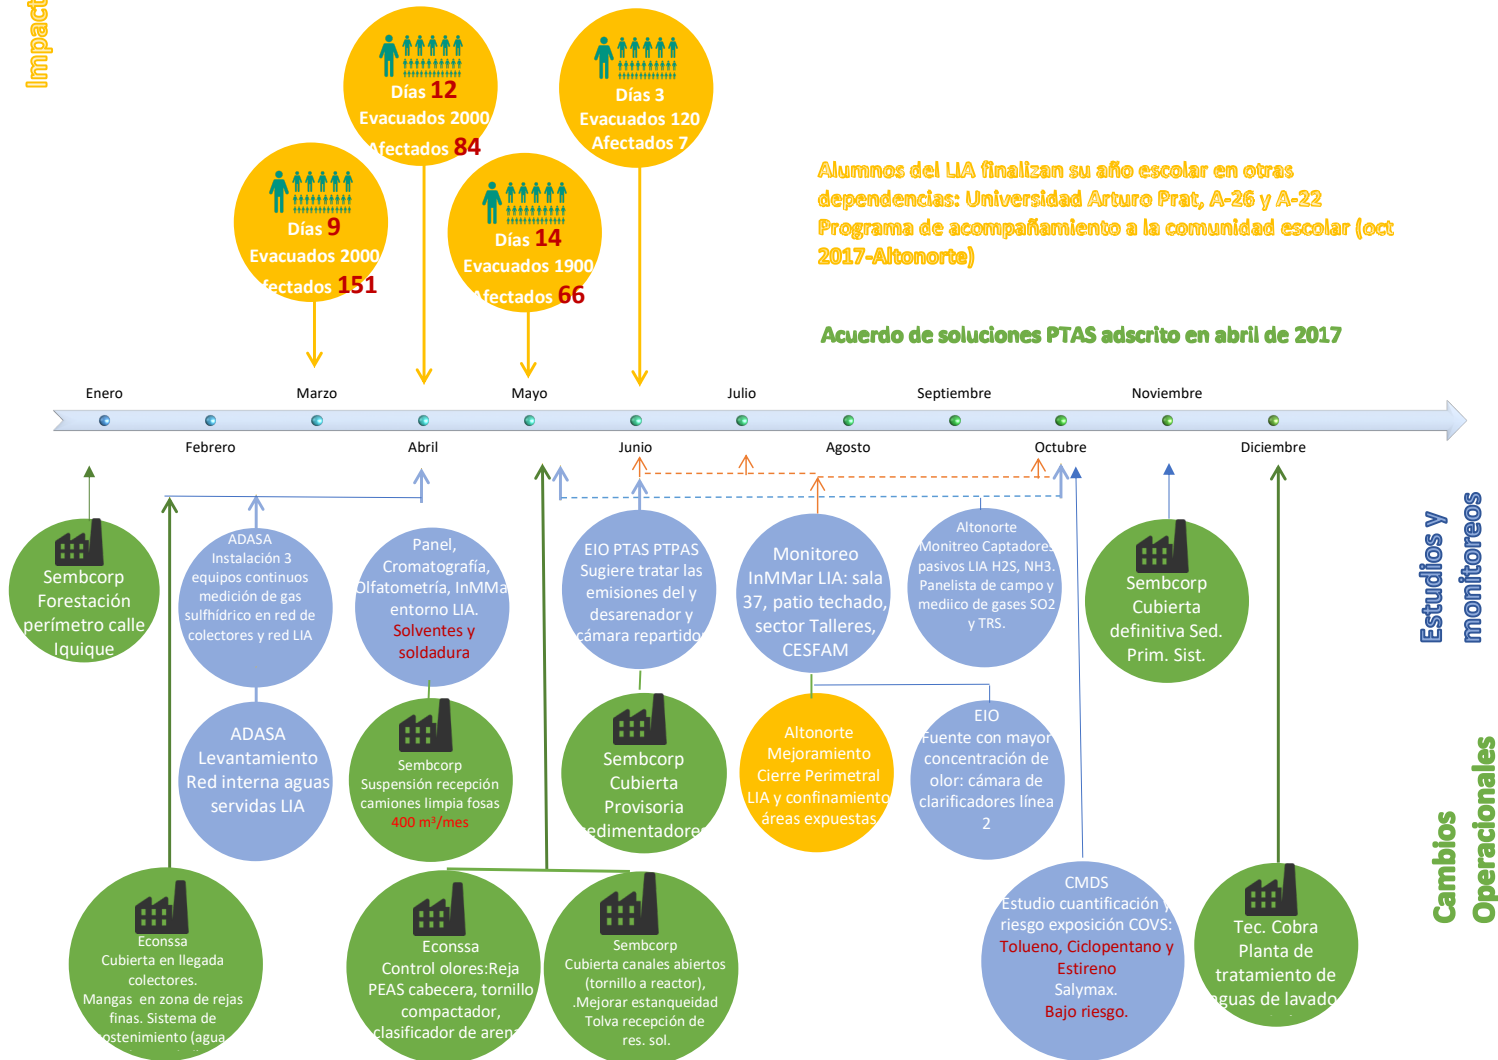 Impac
Días 12
Evacuados 2000
Afectados 84
Días 3
Evacuados 120
Afectados 7
Días 9
Evacuados 2000
fectados 151
Días 14
Evacuados 1900
Afectados 66
Alumnos del LIA finalizan su año escolar en otras
dependencias: Universidad Arturo Prat, A-26 y A-22
Programa de acompañamiento a la comunidad escolar (oct
2017-Altonorte)
Acuerdo de soluciones PTAS adscrito en abril de 2017
Enero
Marzo
Mayo
Julio
Septiembre
Noviembre
Febrero
Abril
Junio
Agosto
Octubre
Diciembre
Estudios y
monitoreos
Cambios
Operacionales
Sembcorp
Forestación
perímetro calle
Iquique
ADASA
Instalación 3
equipos continuos
medición de gas
sulfhídrico en red de
colectores y red LIA
Panel,
Cromatografía,
Olfatometría, InMMa
entorno LIA.
Solventes y
soldadura
EIO PTAS PTPAS
Sugiere tratar las
emisiones del y
desarenador y
cámara repartido
Monitoreo
InMMar LIA: sala
37, patio techado,
sector Talleres,
CESFAM
Altonorte
Monitreo Captadores
pasivos LIA H2S, NH3.
Panelista de campo y
mediico de gases SO2
y TRS.
Sembcorp
Cubierta
definitiva Sed.
Prim. Sist.
ADASA
Levantamiento
Red interna aguas
servidas LIA
Sembcorp
Suspensión recepción
camiones limpia fosas
400 m³/mes
Sembcorp
Cubierta
Provisoria
sedimentadores
Altonorte
Mejoramiento
Cierre Perimetral
LIA y confinamiento
áreas expuestas
EIO
Fuente con mayor
concentración de
olor: cámara de
clarificadores línea
2
Econssa
Cubierta en llegada
colectores.
Mangas en zona de rejas
finas. Sistema de
sostenimiento (agua
Econssa
Control olores:Reja
PEAS cabecera, tornillo
compactador,
clasificador de arena
Sembcorp
Cubierta canales abiertos
(tornillo a reactor),
.Mejorar estanqueidad
Tolva recepción de
res. sol.
CMDS
Estudio cuantificación y
riesgo exposición COVS:
Tolueno, Ciclopentano y
Estireno
Salymax.
Bajo riesgo.
Tec. Cobra
Planta de
tratamiento de
aguas de lavado